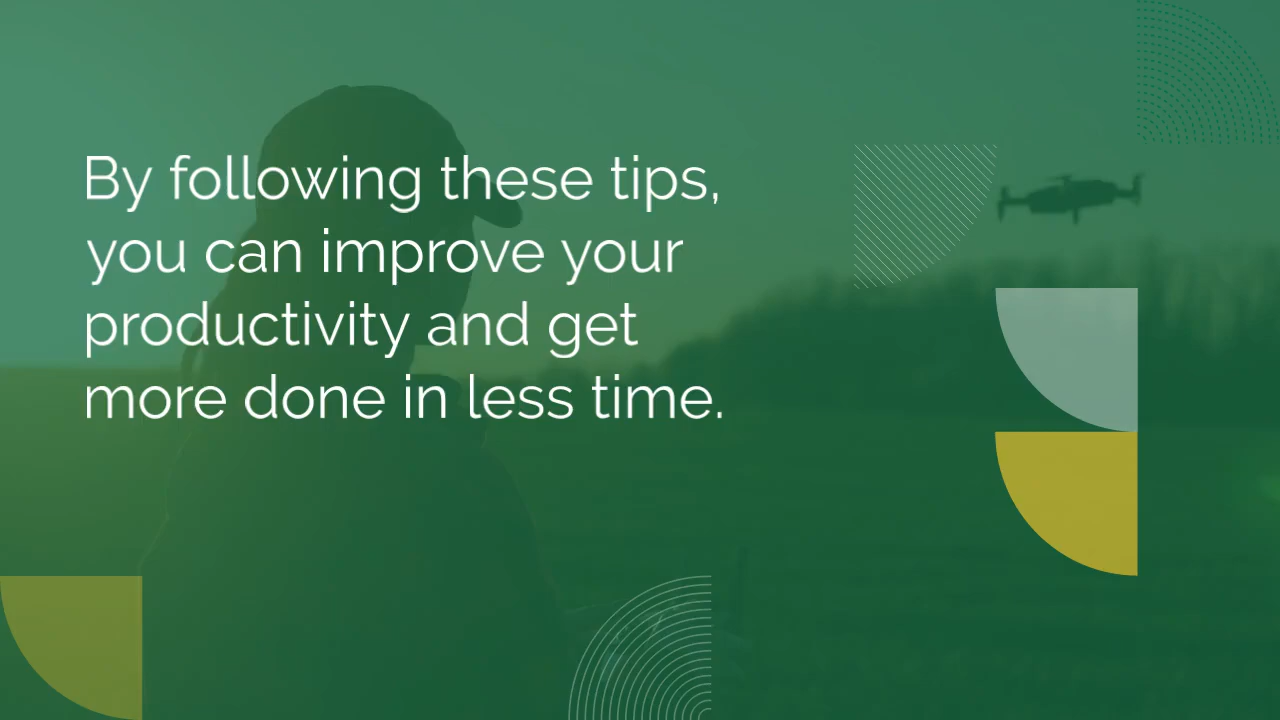 By following these tips,
you can improve your
productivity and get
more done in less time.